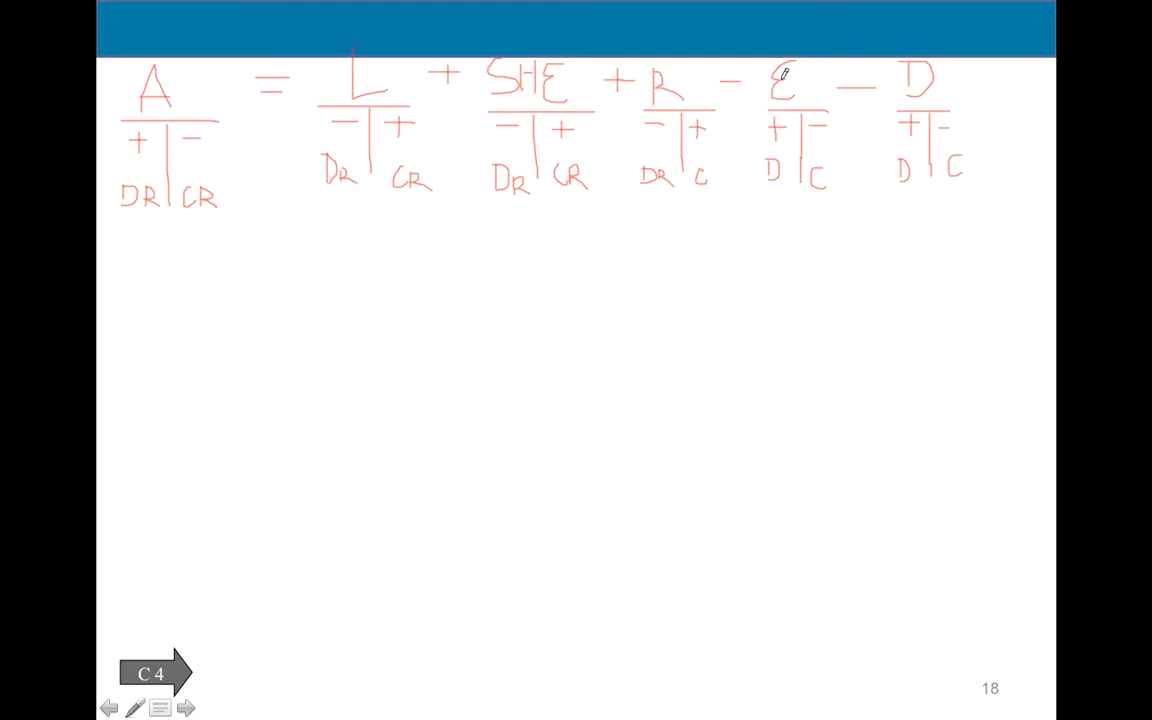 A = L + SHE + R - E - D
+ - - + - + - + + - + -
DR CR DR CR DR CR DR C D C D C
C 4
18